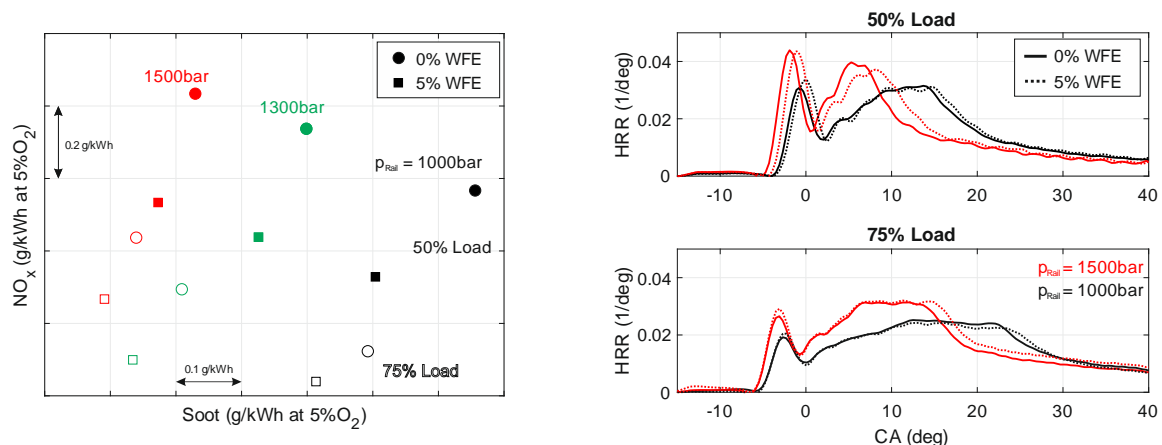 0% WFE
5% WFE
1500bar
1300bar
0.2 g/kWh
pRail = 1000bar
50% Load
75% Load
0.1 g/kWh
NOx (g/kWh at 5%O2)
Soot (g/kWh at 5%O2)
50% Load
0% WFE
5% WFE
HRR (1/deg)
0.04
0.02
0
-10 0 10 20 30 40
75% Load
pRail = 1500bar
pRail = 1000bar
HRR (1/deg)
0.04
0.02
0
-10 0 10 20 30 40
CA (deg)